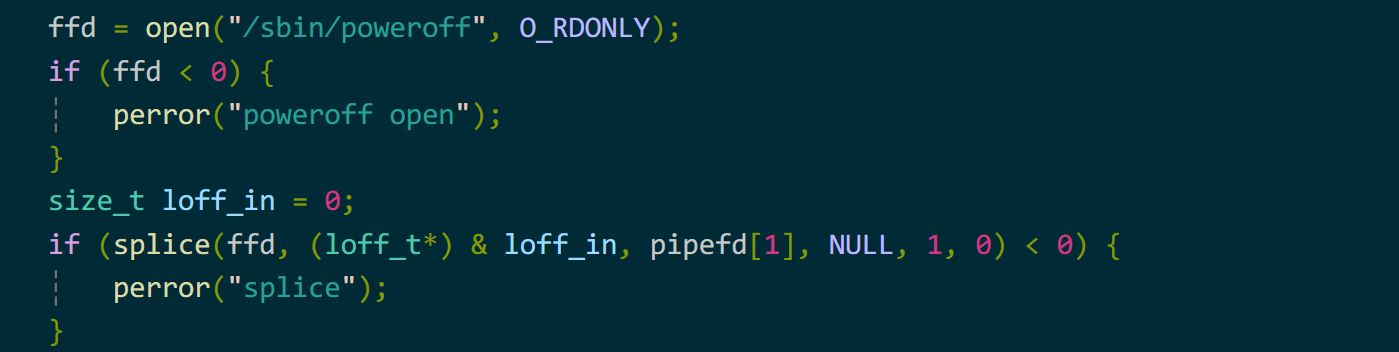 ffd = open("/sbin/poweroff", O_RDONLY);
if (ffd < 0) {
    perror("poweroff open");
}
size_t loff_in = 0;
if (splice(ffd, (loff_t*) & loff_in, pipefd[1], NULL, 1, 0) < 0) {
    perror("splice");
}